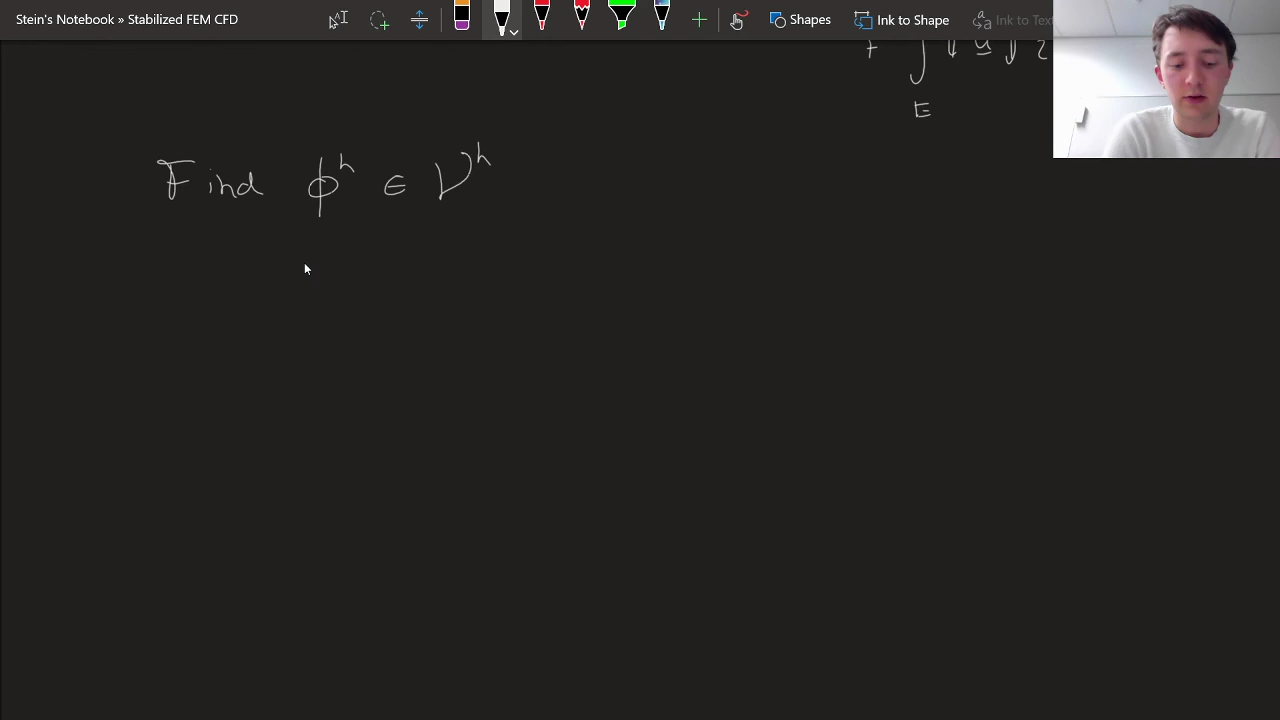 Stein's Notebook » Stabilized FEM CFD
Shapes
Ink to Shape
Ink to Text
E
Find ϕʰ ∈ 𝒱ʰ